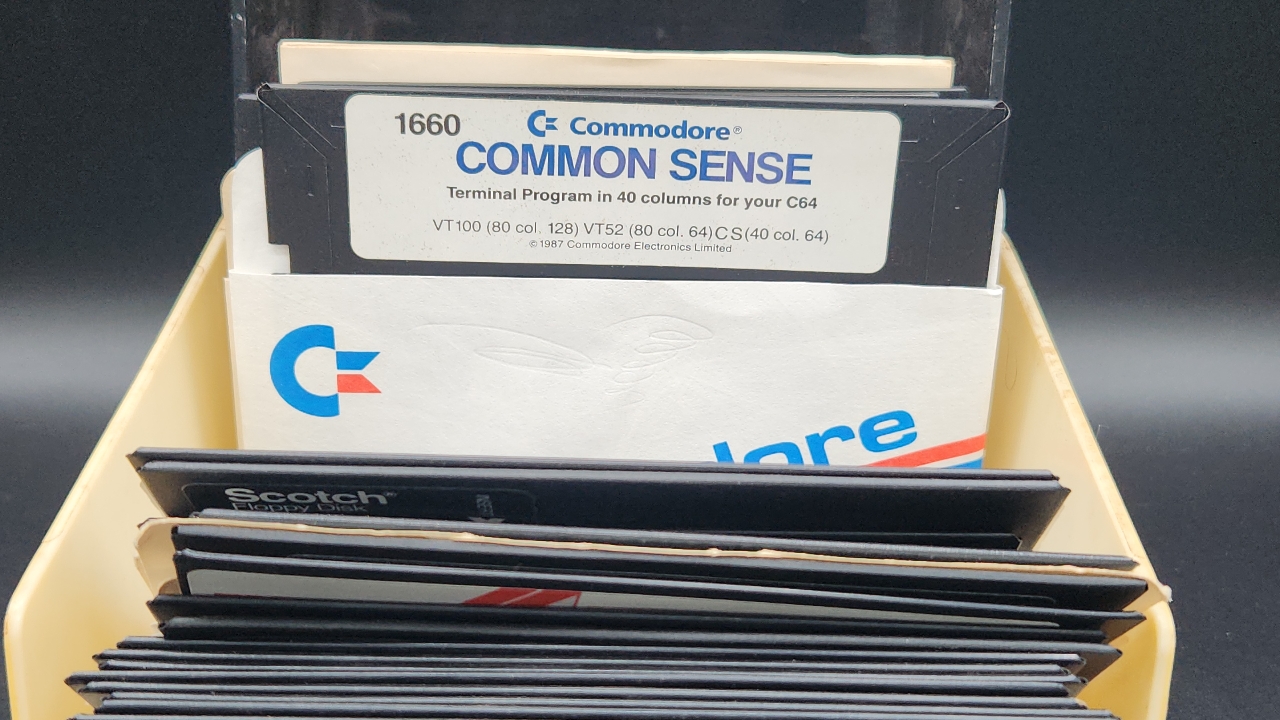 1660
Commodore®
COMMON SENSE
Terminal Program in 40 columns for your C64
VT100 (80 col. 128) VT52 (80 col. 64) CS (40 col. 64)
© 1987 Commodore Electronics Limited
Scotch®
Floppy Disk